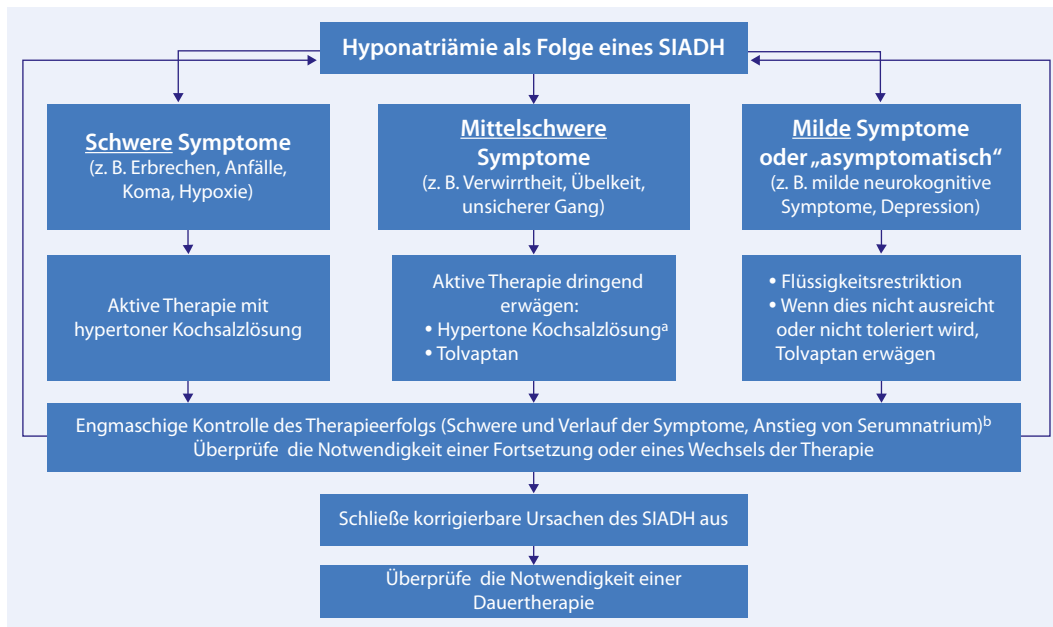 Hyponatriämie als Folge eines SIADH
Schwere Symptome
(z. B. Erbrechen, Anfälle,
Koma, Hypoxie)
Mittelschwere
Symptome
(z. B. Verwirrtheit, Übelkeit,
unsicherer Gang)
Milde Symptome
oder „asymptomatisch“
(z. B. milde neurokognitive
Symptome, Depression)
Aktive Therapie mit
hypertoner Kochsalzlösung
Aktive Therapie dringend
erwägen:
• Hypertone Kochsalzlösungᵃ
• Tolvaptan
• Flüssigkeitsrestriktion
• Wenn dies nicht ausreicht
oder nicht toleriert wird,
Tolvaptan erwägen
Engmaschige Kontrolle des Therapieerfolgs (Schwere und Verlauf der Symptome, Anstieg von Serumnatrium)ᵇ
Überprüfe die Notwendigkeit einer Fortsetzung oder eines Wechsels der Therapie
Schließe korrigierbare Ursachen des SIADH aus
Überprüfe die Notwendigkeit einer
Dauertherapie